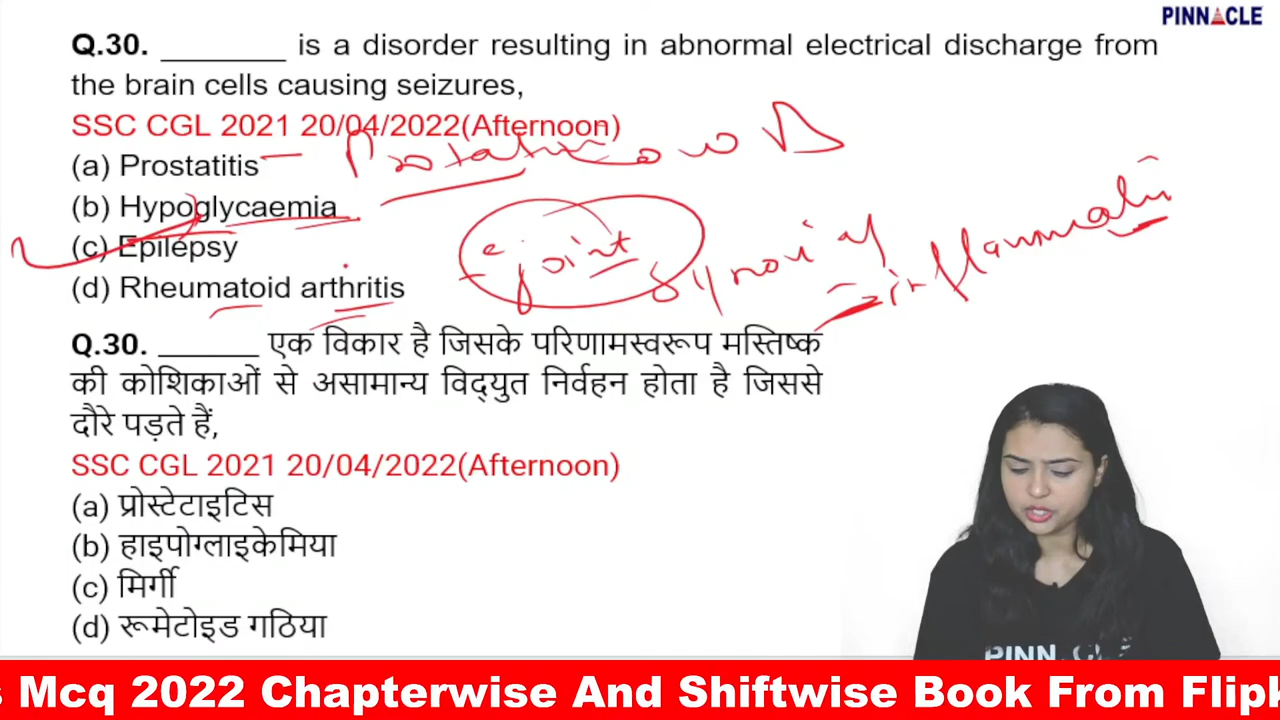 PINNACLE
Q.30. _______ is a disorder resulting in abnormal electrical discharge from
the brain cells causing seizures,
SSC CGL 2021 20/04/2022(Afternoon)
(a) Prostatitis
(b) Hypoglycaemia
(c) Epilepsy
(d) Rheumatoid arthritis
joint
inflammation
Q.30. ______ एक विकार है जिसके परिणामस्वरूप मस्तिष्क
की कोशिकाओं से असामान्य विद्युत निर्वहन होता है जिससे
दौरे पड़ते हैं,
SSC CGL 2021 20/04/2022(Afternoon)
(a) प्रोस्टेटाइटिस
(b) हाइपोग्लाइकेमिया
(c) मिर्गी
(d) रूमेटोइड गठिया
s Mcq 2022 Chapterwise And Shiftwise Book From Flipk